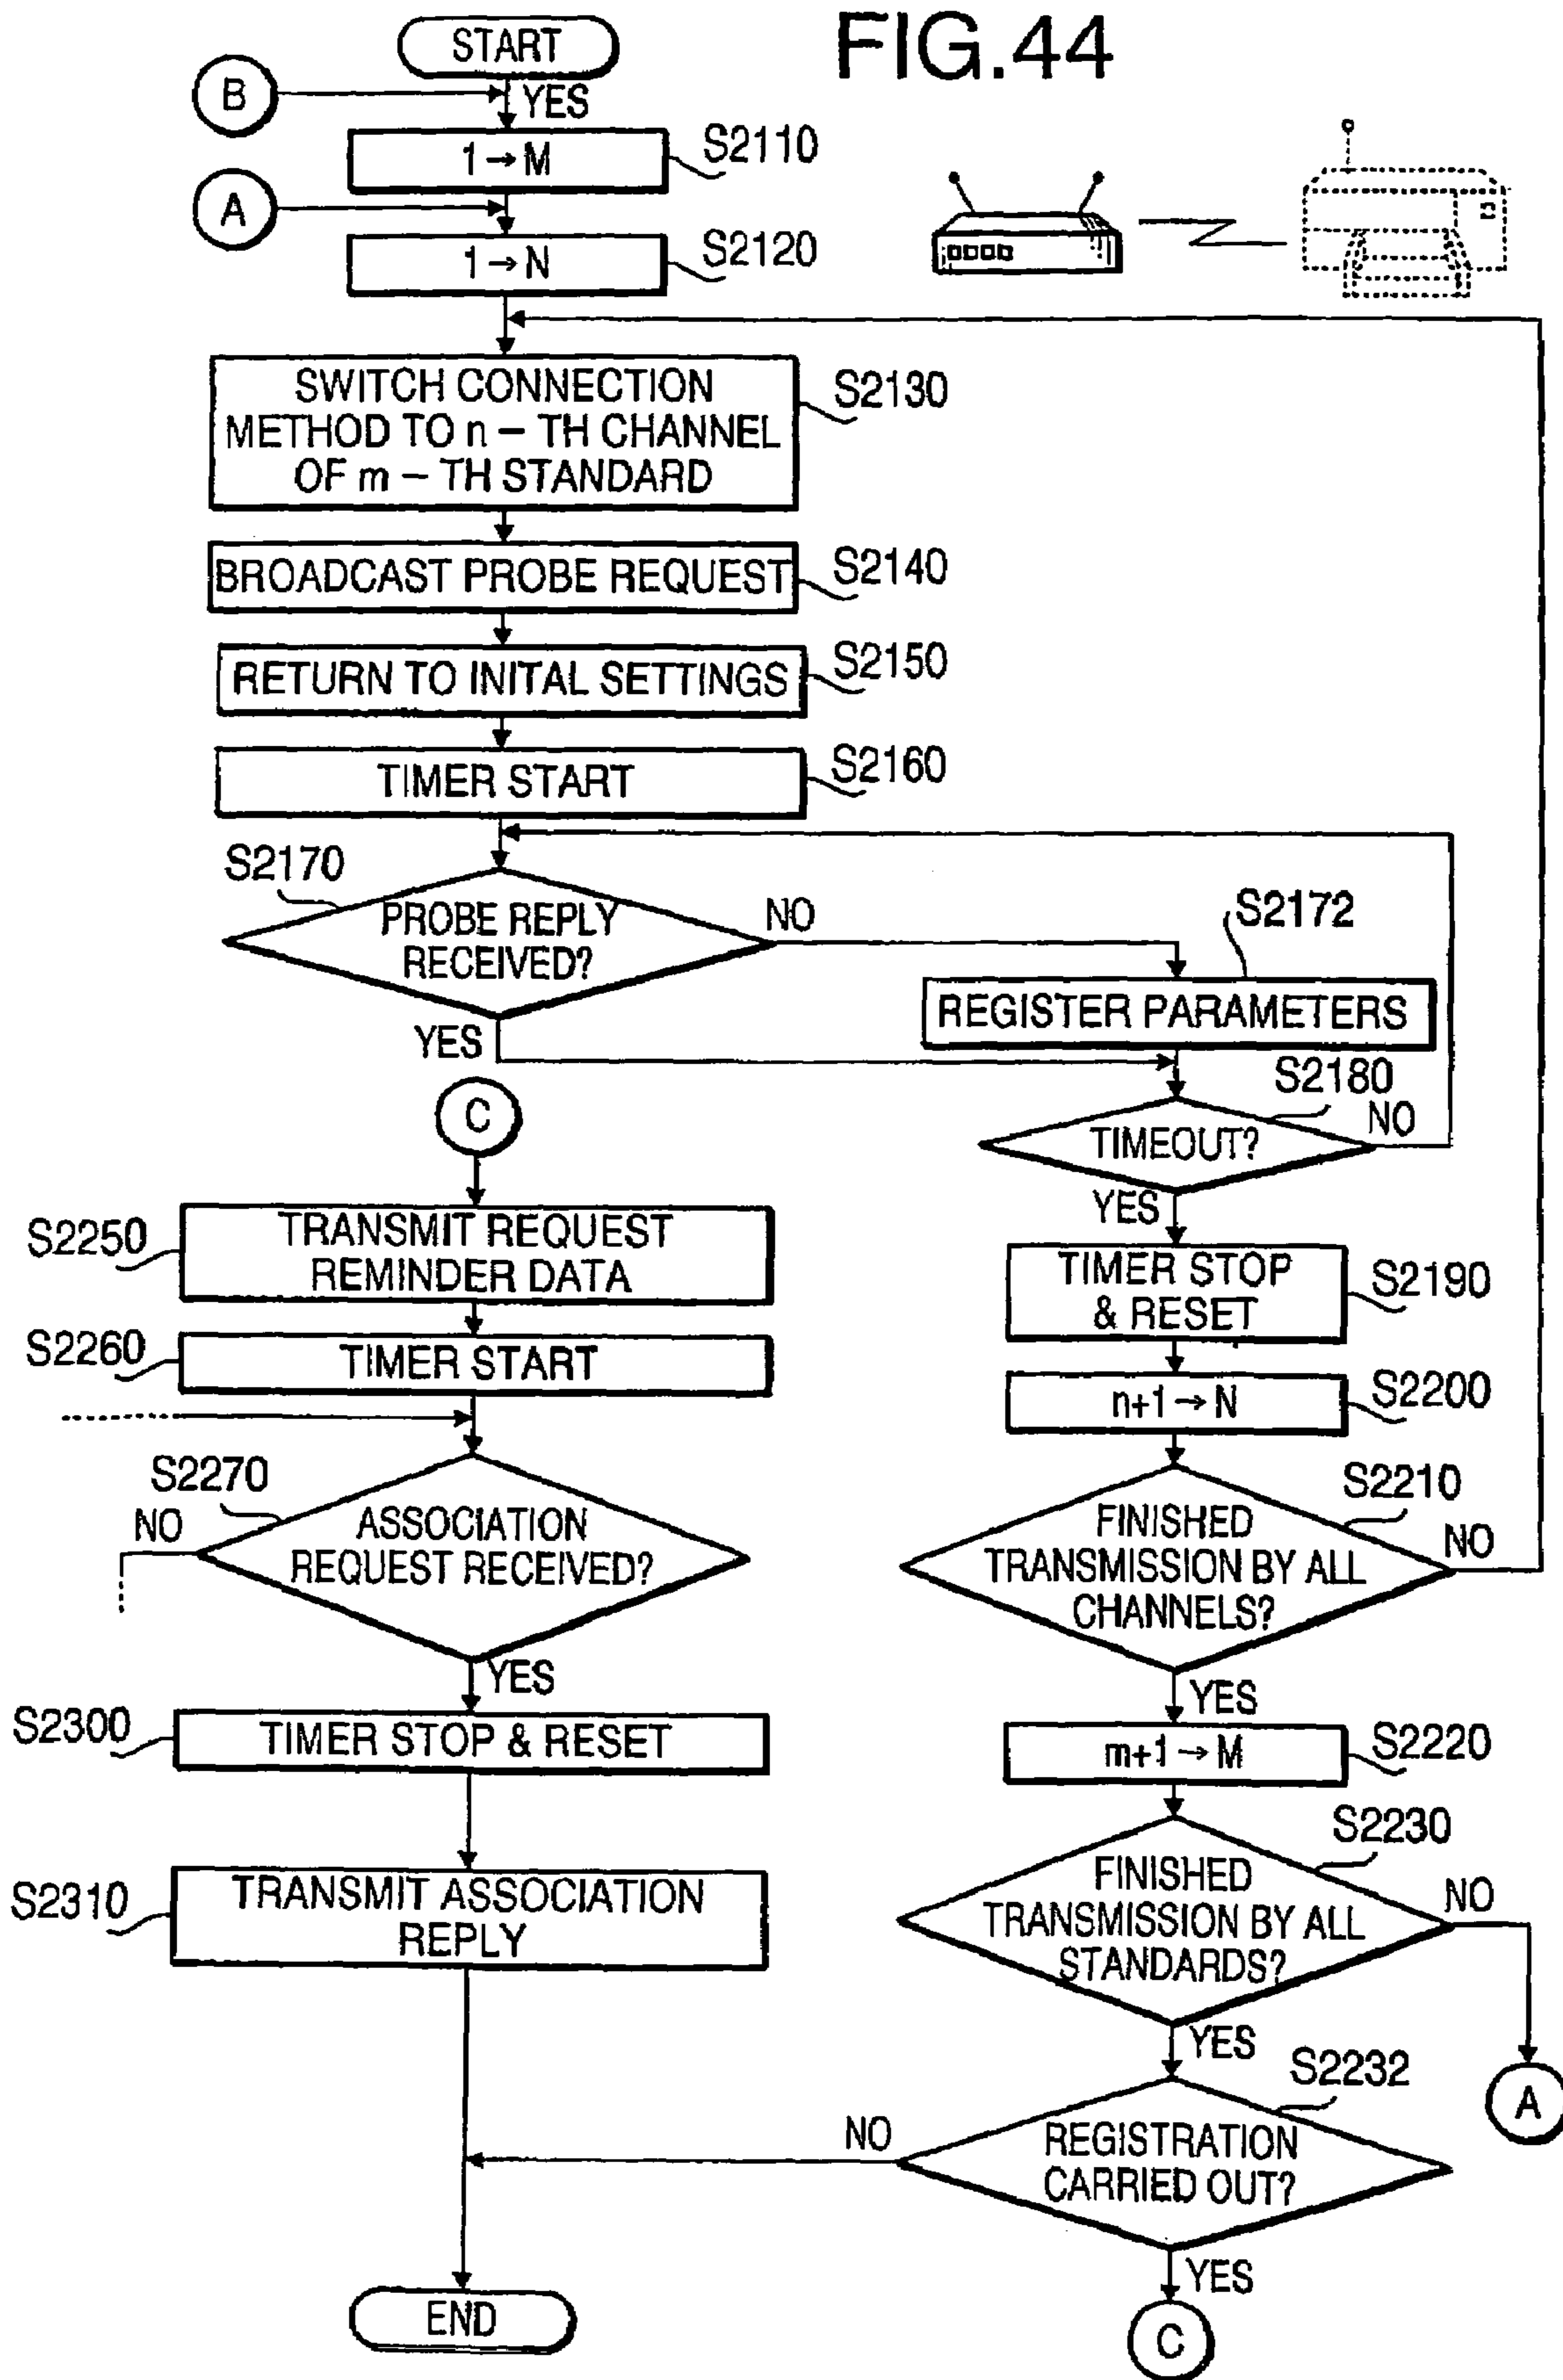 FIG.44
START
B
YES
1→M
S2110
A
1→N
S2120
SWITCH CONNECTION
METHOD TO n – TH CHANNEL
OF m – TH STANDARD
S2130
BROADCAST PROBE REQUEST
S2140
RETURN TO INITAL SETTINGS
S2150
TIMER START
S2160
S2170
PROBE REPLY
RECEIVED?
NO
YES
S2172
REGISTER PARAMETERS
S2180
TIMEOUT?
NO
YES
TIMER STOP
& RESET
S2190
n+1→N
S2200
S2210
FINISHED
TRANSMISSION BY ALL
CHANNELS?
NO
YES
m+1→M
S2220
S2230
FINISHED
TRANSMISSION BY ALL
STANDARDS?
NO
A
YES
S2232
REGISTRATION
CARRIED OUT?
NO
YES
C
C
S2250
TRANSMIT REQUEST
REMINDER DATA
S2260
TIMER START
S2270
NO
ASSOCIATION
REQUEST RECEIVED?
YES
S2300
TIMER STOP & RESET
S2310
TRANSMIT ASSOCIATION
REPLY
END